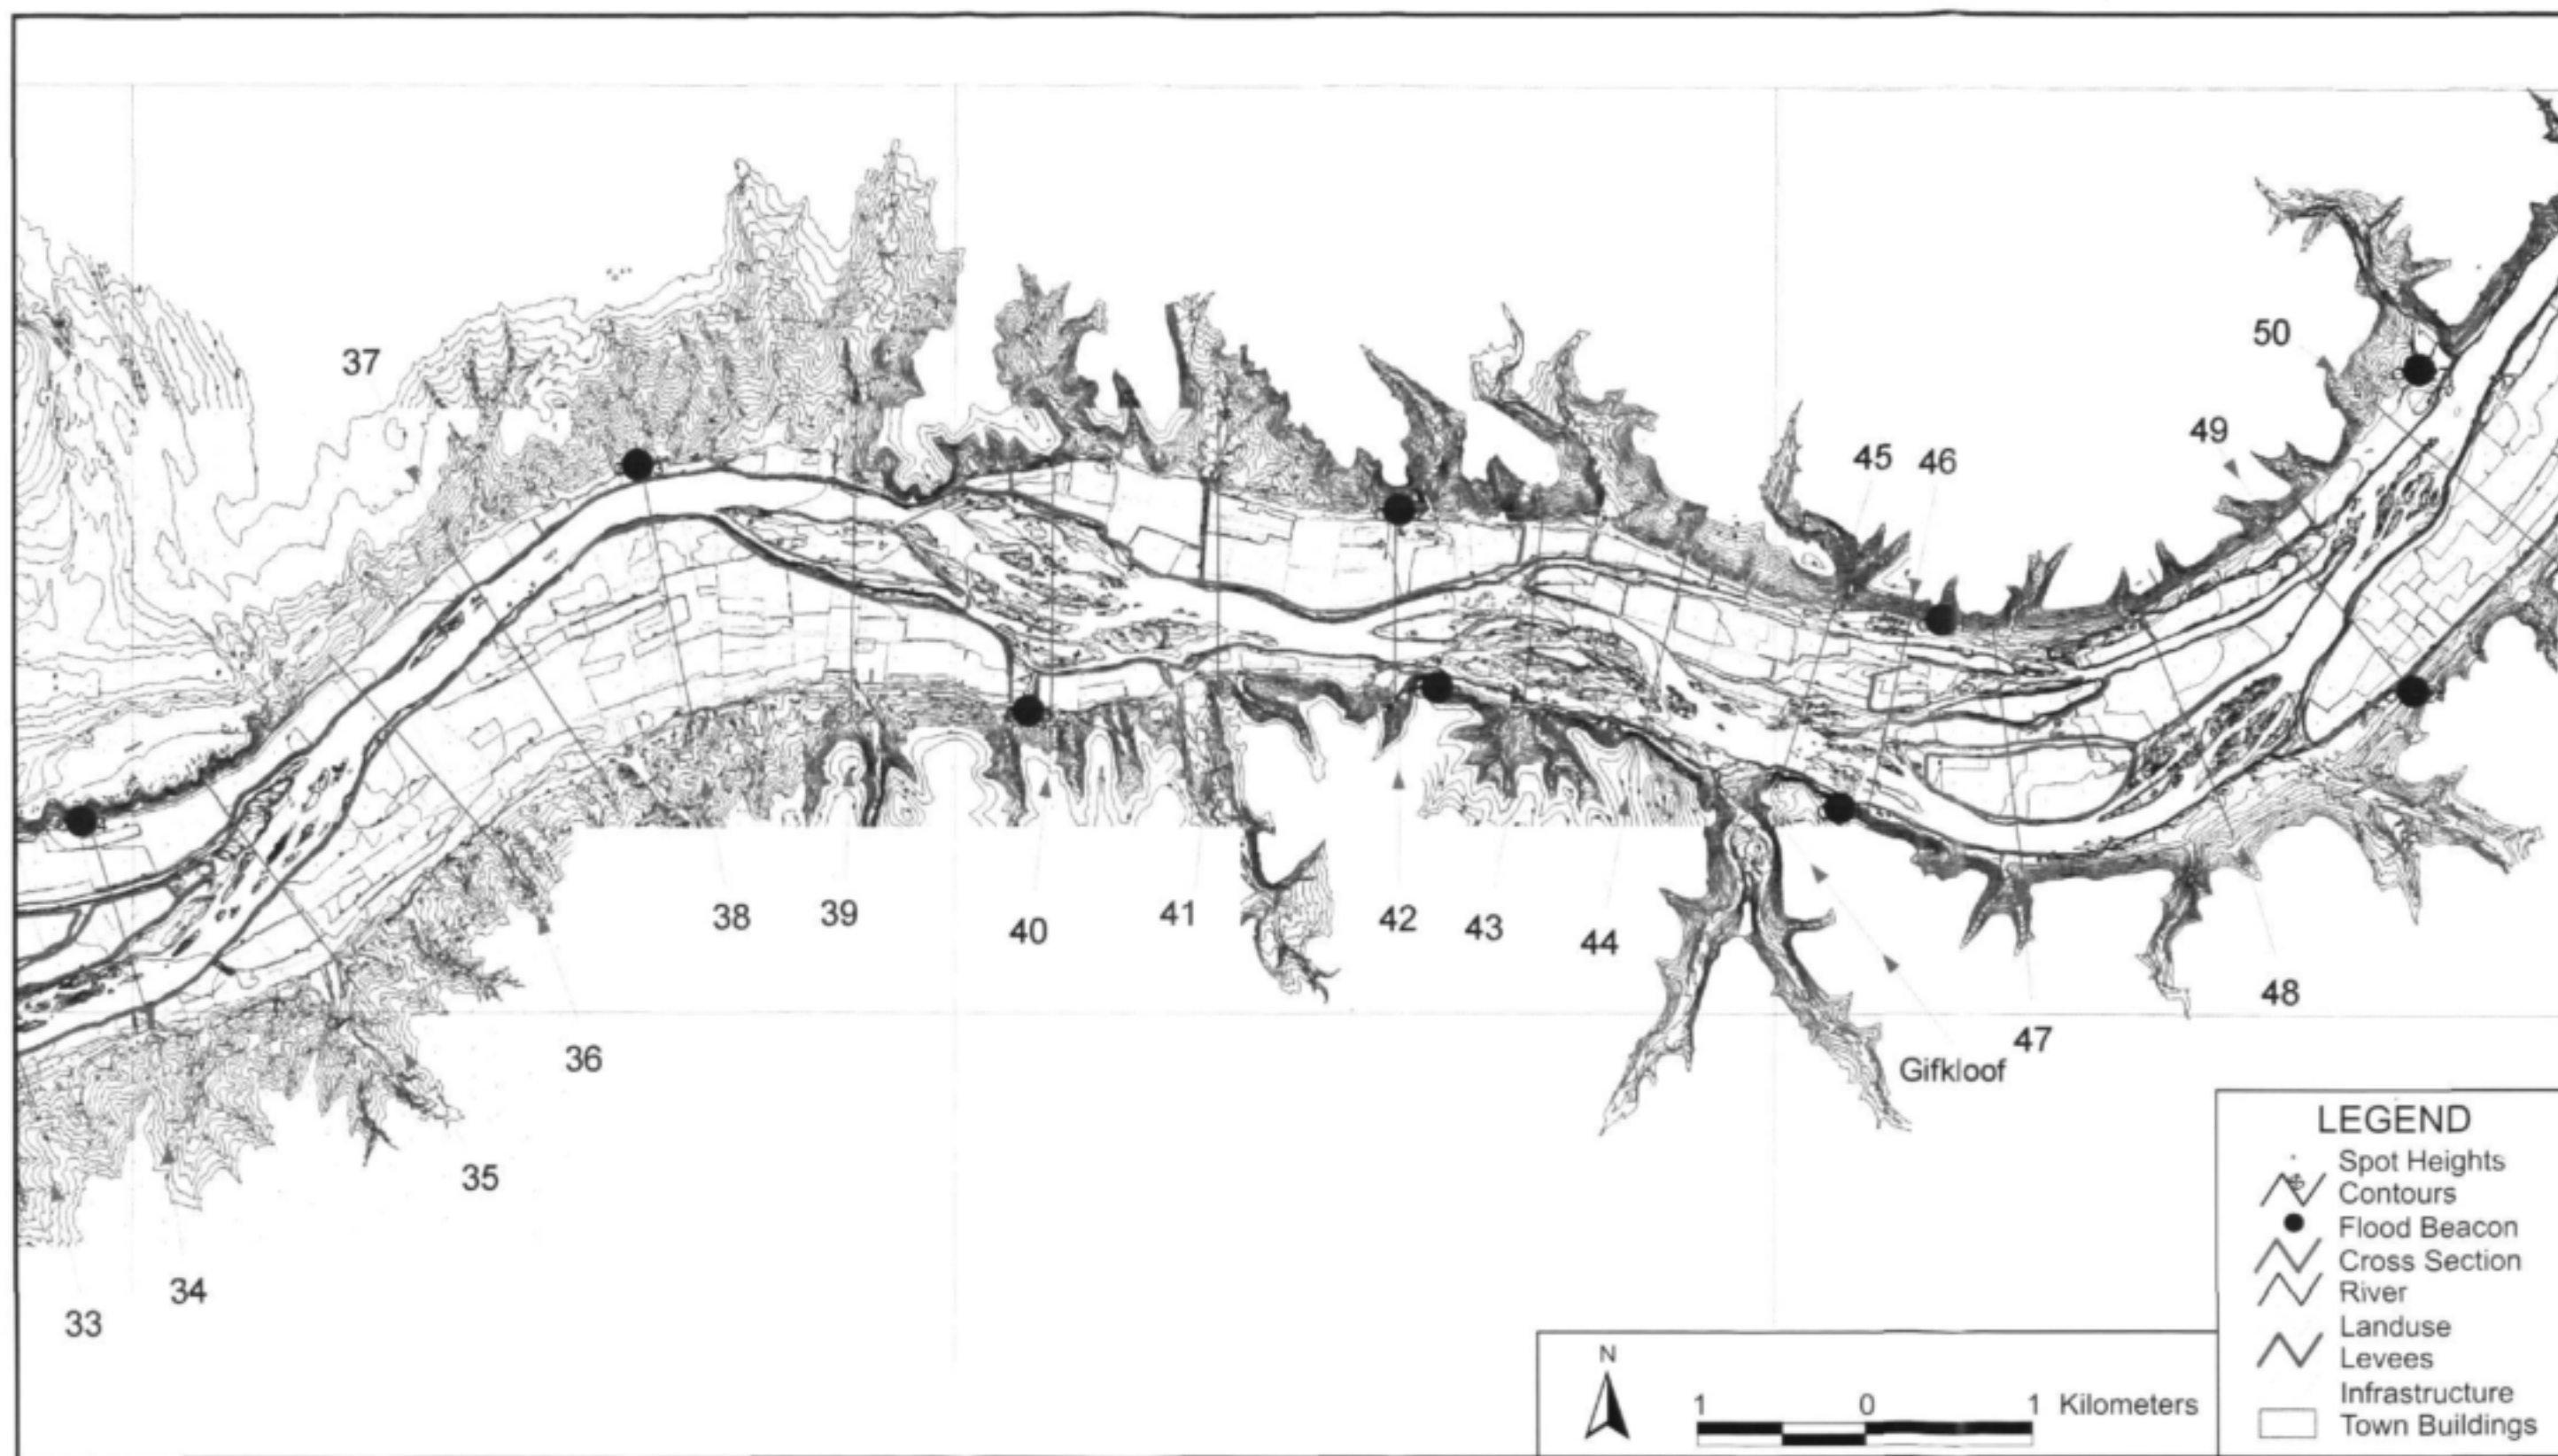 37
50
49
45
46
38
39
40
41
42
43
44
48
47
36
Gifkloof
35
34
33
LEGEND
Spot Heights
Contours
Flood Beacon
Cross Section
River
Landuse
Levees
Infrastructure
Town Buildings
N
1 0 1 Kilometers